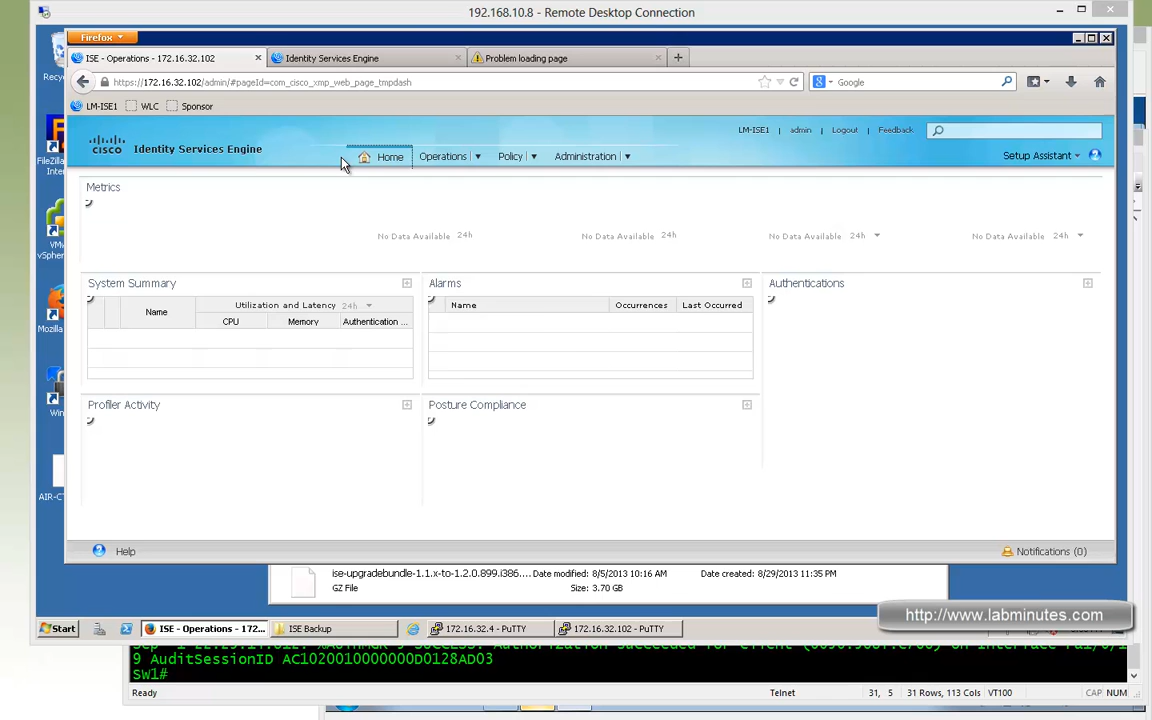 192.168.10.8 - Remote Desktop Connection
Firefox
ISE - Operations - 172.16.32.102
Identity Services Engine
Problem loading page
https://172.16.32.102/admin/#pageId=com_cisco_xmp_web_page_tmpdash
Google
LM-ISE1 WLC Sponsor
LM-ISE1 admin Logout Feedback
CISCO Identity Services Engine
Home Operations Policy Administration
Setup Assistant
Metrics
No Data Available 24h No Data Available 24h No Data Available 24h No Data Available 24h
System Summary
Name Utilization and Latency 24h
CPU Memory Authentication ...
Alarms
Name Occurrences Last Occurred
Authentications
Profiler Activity
Posture Compliance
Help
Notifications (0)
ise-upgradebundle-1.1.x-to-1.2.0.899.i386.... Date modified: 8/5/2013 10:16 AM Date created: 8/29/2013 11:35 PM
GZ File Size: 3.70 GB
http://www.labminutes.com
Start ISE - Operations - 172... ISE Backup 172.16.32.4 - PuTTY 172.16.32.102 - PuTTY
9 AuditSessionID AC1020010000000D0128AD03
SW1#
Ready Telnet 31, 5 31 Rows, 113 Cols VT100 CAP NUM